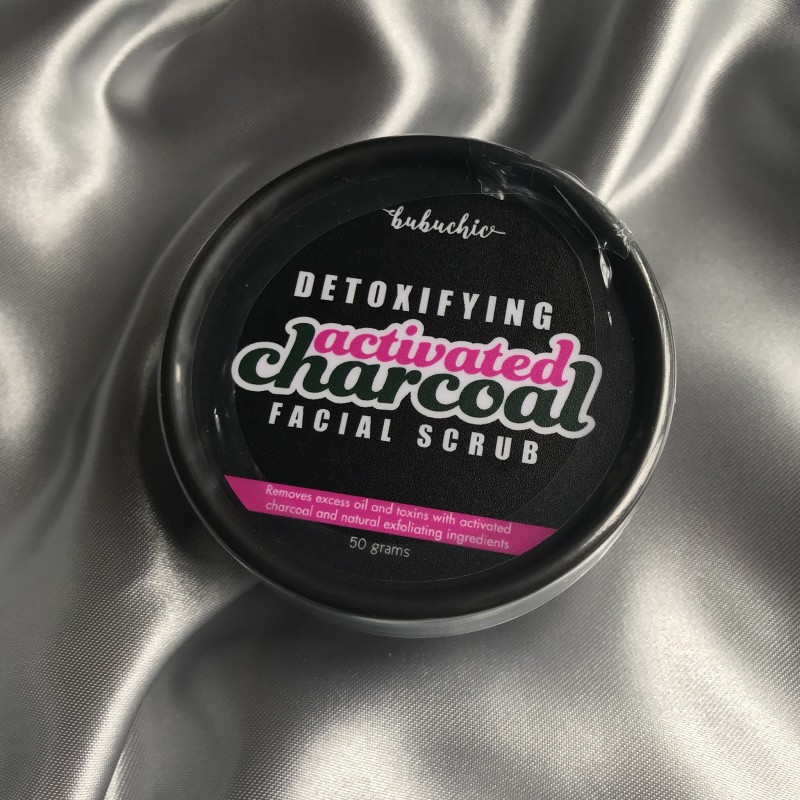 bubuchic
DETOXIFYING
activated
charcoal
FACIAL SCRUB
Removes excess oil and toxins with activated
charcoal and natural exfoliating ingredients
50 grams